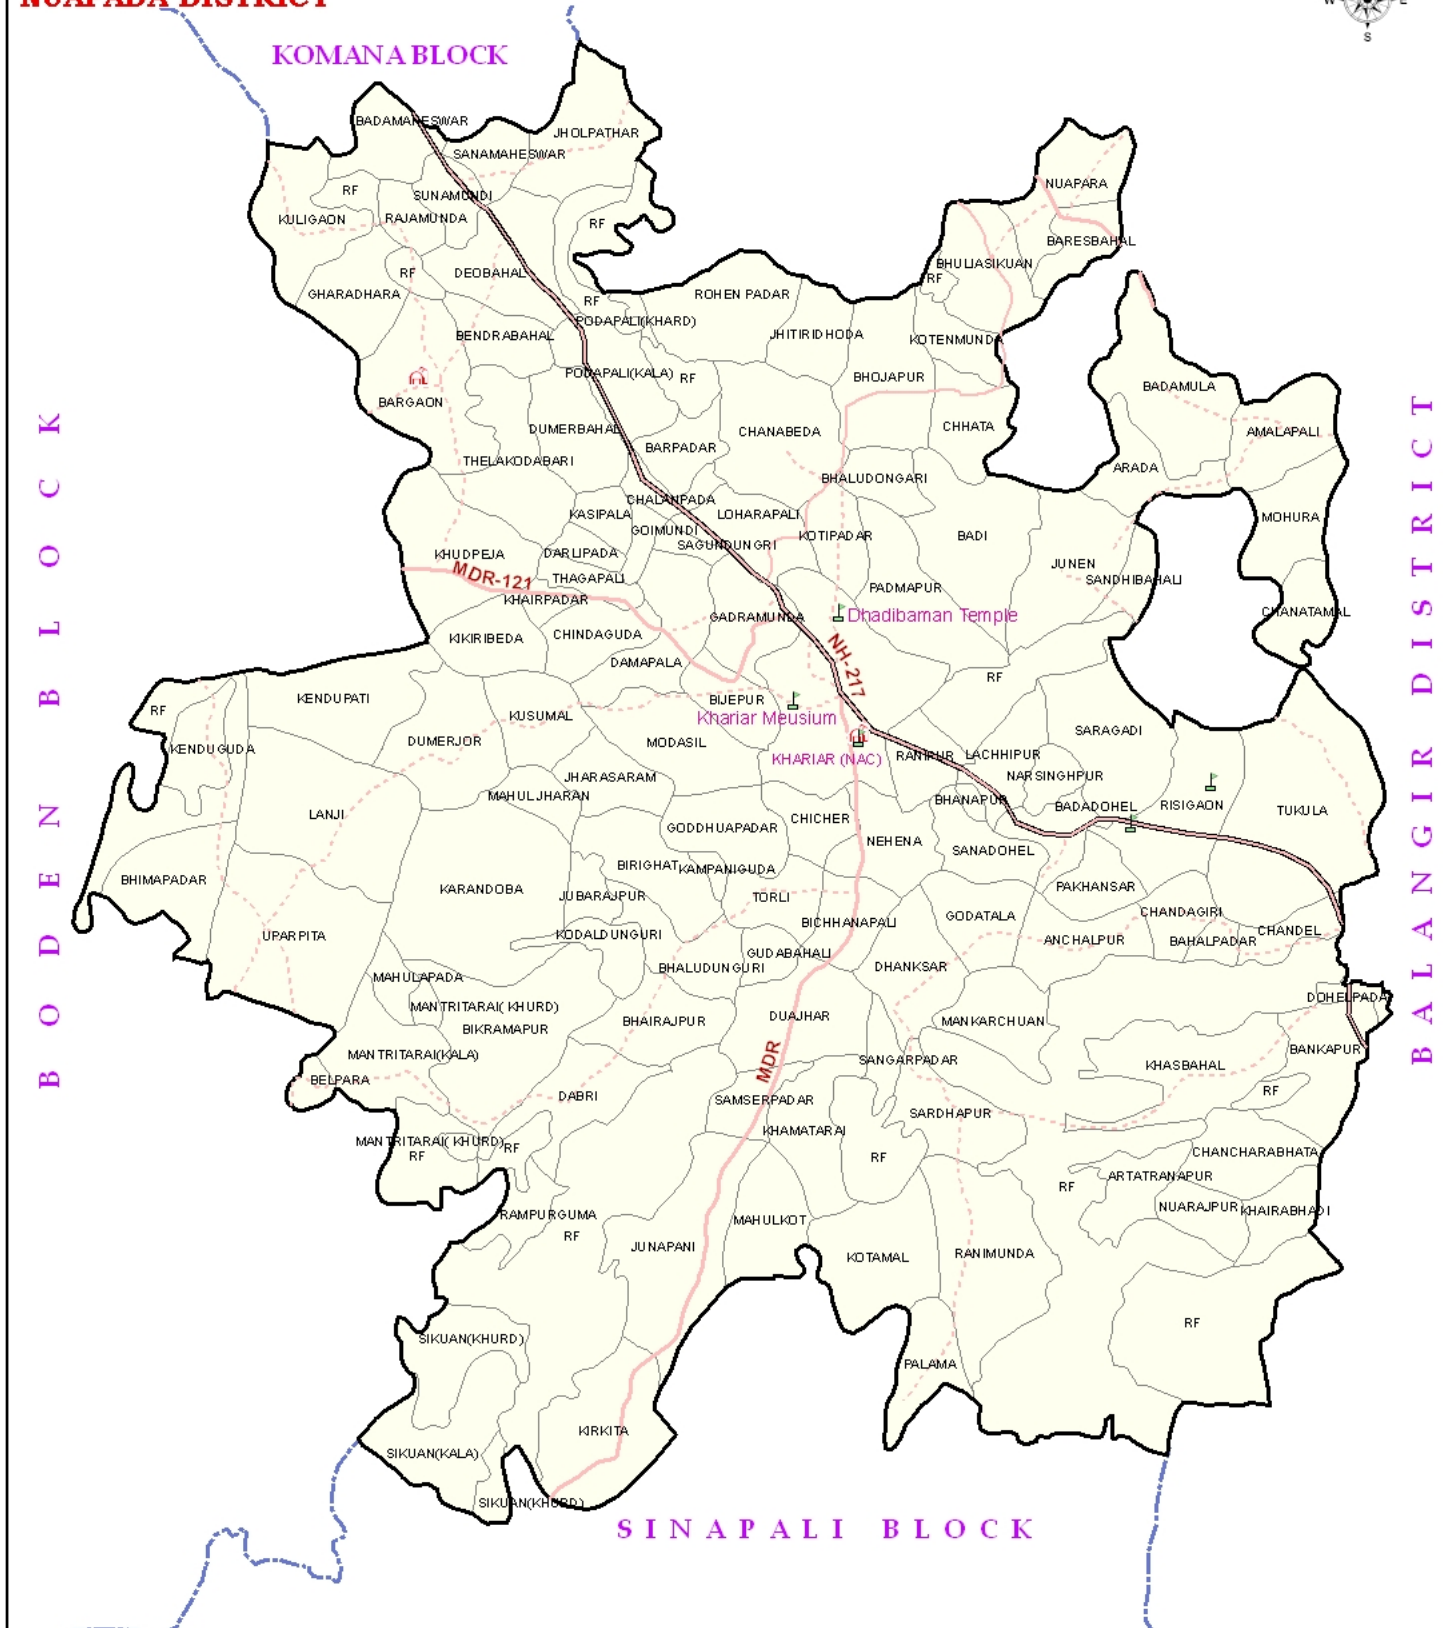 NUAPADA DISTRICT
W E
S
KOMANA BLOCK
BADAMAHESWAR
JHOLPATHAR
SANAMAHESWAR
NUAPARA
RF
SUNAMUNDI
KULIGAON
RAJAMUNDA
RF
BARESBAHAL
BHULIASIKUAN
RF
DEOBAHAL
RF
GHARADHARA
RF
ROHEN PADAR
PODAPALI(KHARD)
BENDRABAHAL
JHITIRIDHODA
KOTENMUNDA
PODAPALI(KALA)
RF
BHOJAPUR
BADAMULA
BARGAON
DUMERBAHAL
CHANABEDA
CHHATA
AMALAPALI
BARPADAR
THELAKODABARI
ARADA
BHALUDONGARI
CHALANPADA
KASIPALA
LOHARAPALI
MOHURA
GOIMUNDI
KOTIPADAR
BADI
SAGUNDUNGRI
KHUDPEJA
DARLIPADA
JUNEN
MDR-121
THAGAPALI
SANDHIBAHALI
PADMAPUR
KHAIRPADAR
CHANATAMAL
GADRAMUNDA
Dhadibaman Temple
KIKIRIBEDA
CHINDAGUDA
NH-217
DAMAPALA
RF
KENDUPATI
BIJEPUR
RF
KUSUMAL
Khariar Meusium
SARAGADI
DUMERJOR
MODASIL
KENDUGUDA
KHARIAR (NAC)
RANIPUR
LACHHIPUR
JHARASARAM
NARSINGHPUR
MAHULJHARAN
BHANAPUR
BADADOHEL
RISIGAON
TUKULA
LANJI
CHICHER
GODDHUAPADAR
NEHENA
SANADOHEL
BIRIGHAT
KAMPANIGUDA
BHIMAPADAR
KARANDOBA
JUBARAJPUR
TORLI
PAKHANSAR
BICHHANAPALI
GODATALA
CHANDAGIRI
UPARPITA
KODALDUNGURI
ANCHALPUR
BAHALPADAR
CHANDEL
GUDABAHALI
BHALUDUNGURI
DHANKSAR
MAHULAPADA
MANTRITARAI( KHURD)
DOHELPADA
BIKRAMAPUR
BHAIRAJPUR
DUAJHAR
MANKARCHUAN
MANTRITARAI(KALA)
MDR
SANGARPADAR
KHASBAHAL
BANKAPUR
BELPARA
DABRI
RF
SAMSERPADAR
SARDHAPUR
KHAMATARAI
MANTRITARAI( KHURD)
RF
RF
RF
CHANCHARABHATA
ARTATRANAPUR
RF
RAMPURGUMA
NUARAJPUR
KHAIRABHADI
MAHULKOT
RF
JUNAPANI
KOTAMAL
RANIMUNDA
SIKUAN(KHURD)
RF
PALAMA
KIRKITA
SIKUAN(KALA)
SIKUAN(KHURD)
SINAPALI BLOCK
BODEN BLOCK
BALANGIR DISTRICT